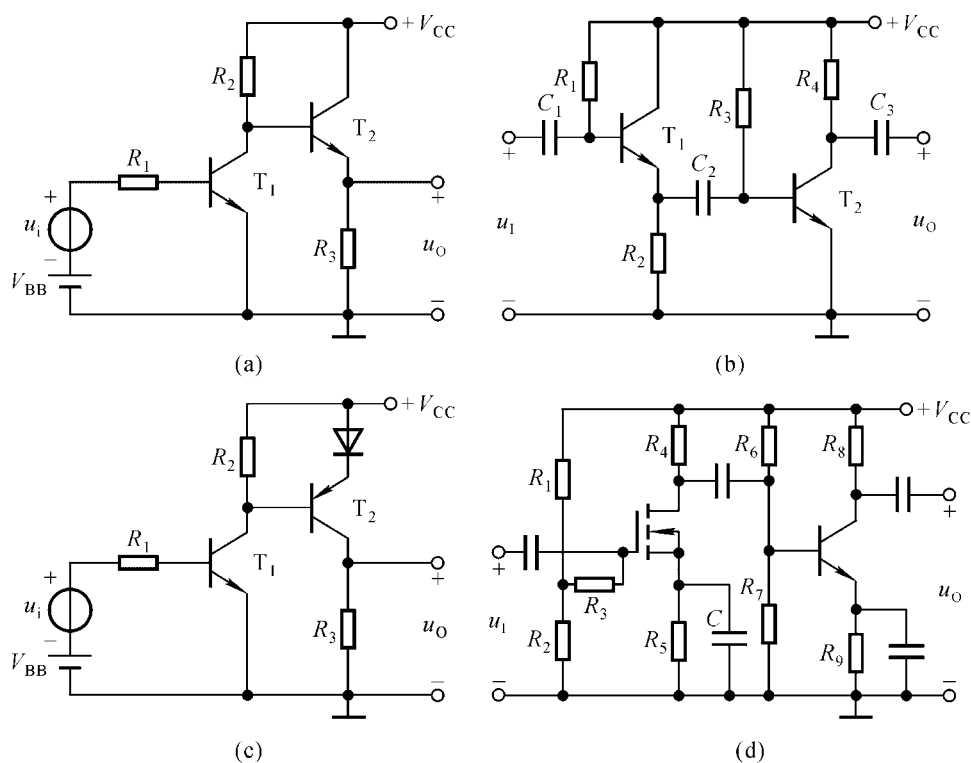 +V_CC
R_2
T_2
R_1
T_1
+
+
u_i
−
R_3
u_O
V_BB
−
(a)
+V_CC
R_1
R_4
C_1
R_3
C_3
+
T_1
C_2
+
T_2
u_I
R_2
u_O
−
−
(b)
+V_CC
R_2
T_2
R_1
T_1
+
+
u_i
−
R_3
u_O
V_BB
−
(c)
+V_CC
R_4
R_6
R_8
R_1
+
+
R_3
R_7
u_I
R_2
R_5
C
R_9
u_O
−
−
(d)